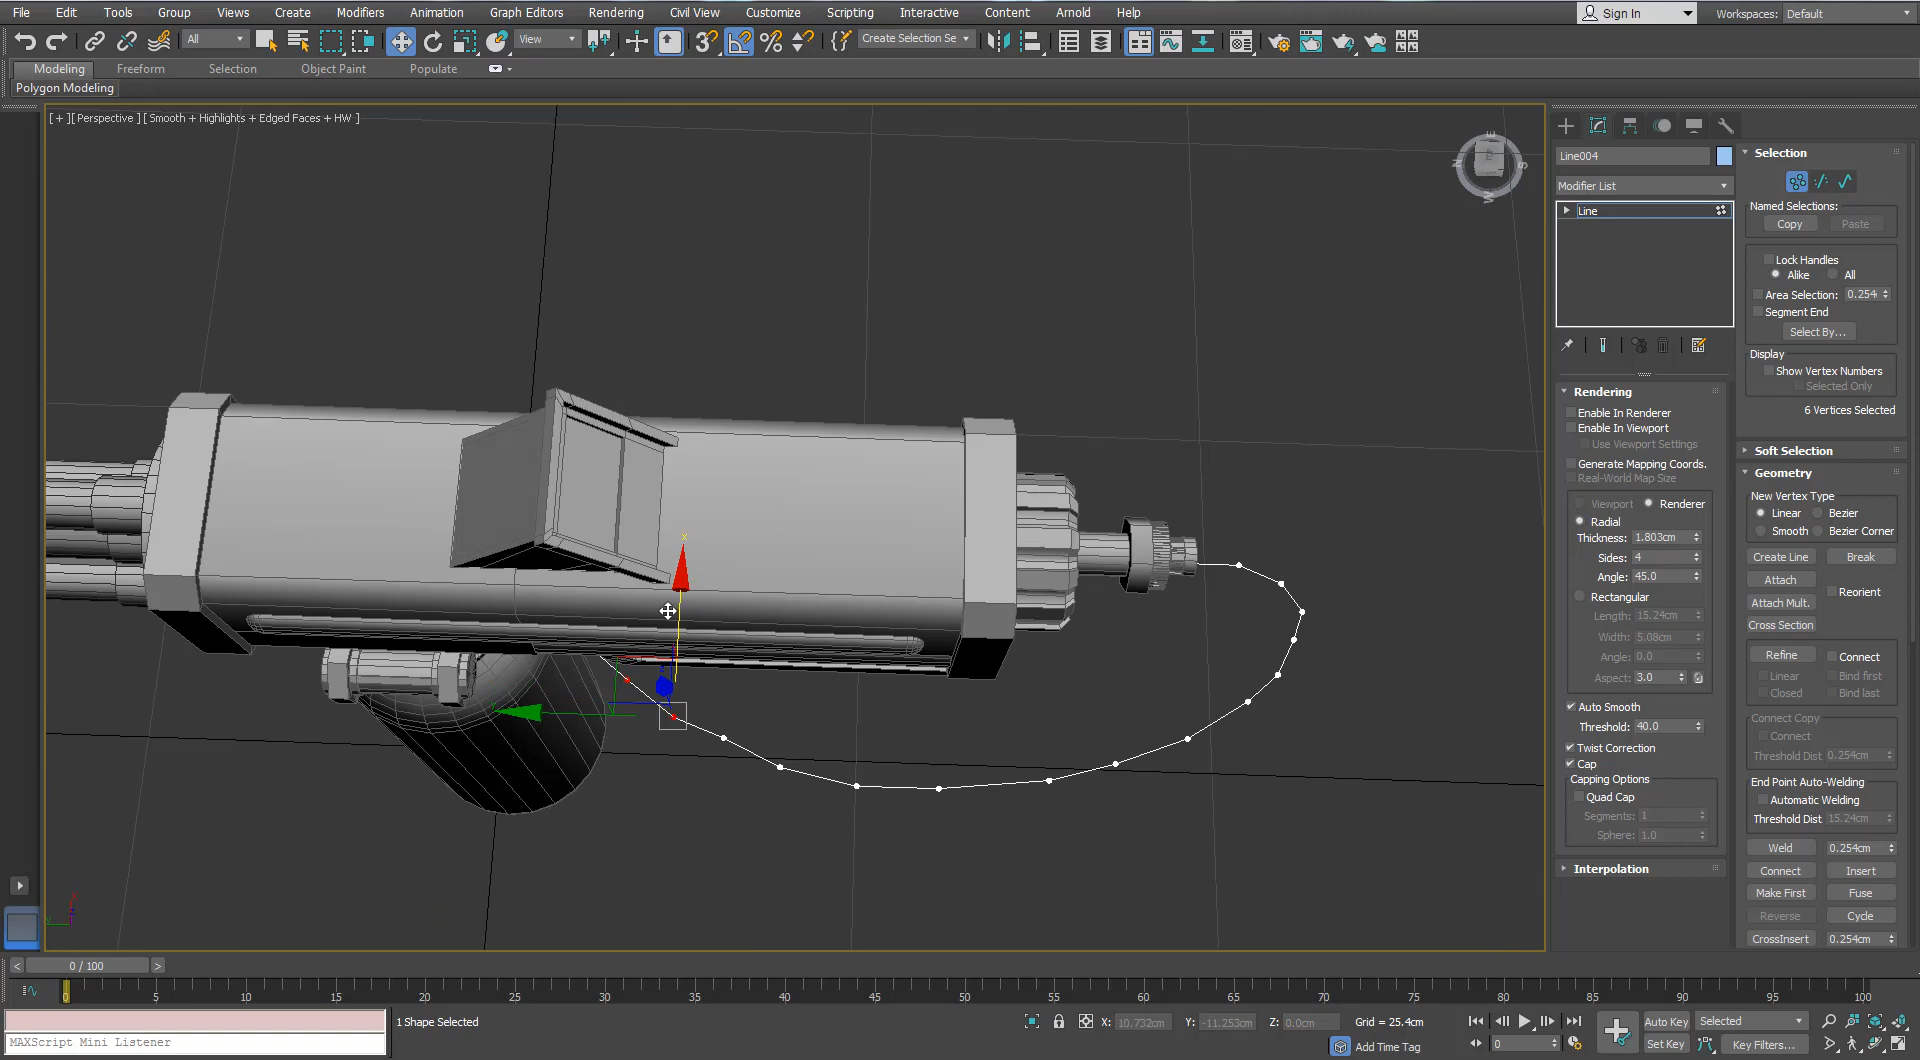 File Edit Tools Group Views Create Modifiers Animation Graph Editors Rendering Civil View Customize Scripting Interactive Content Arnold Help Sign In Workspaces: Default
All View Create Selection Se
Modeling Freeform Selection Object Paint Populate
Polygon Modeling
[ + ][ Perspective ] [ Smooth + Highlights + Edged Faces + HW ]
Line004
Modifier List
Line
Rendering
Enable In Renderer
Enable In Viewport
Use Viewport Settings
Generate Mapping Coords.
Real-World Map Size
Viewport Renderer
Radial
Thickness: 1.803cm
Sides: 4
Angle: 45.0
Rectangular
Length: 15.24cm
Width: 5.08cm
Angle: 0.0
Aspect: 3.0
Auto Smooth
Threshold: 40.0
Twist Correction
Cap
Capping Options
Quad Cap
Segments: 1
Sphere: 1.0
Interpolation
Selection
Named Selections:
Copy Paste
Lock Handles
Alike All
Area Selection: 0.254
Segment End
Select By...
Display
Show Vertex Numbers
Selected Only
6 Vertices Selected
Soft Selection
Geometry
New Vertex Type
Linear Bezier
Smooth Bezier Corner
Create Line Break
Attach
Reorient
Attach Mult.
Cross Section
Refine Connect
Linear Bind first
Closed Bind last
Connect Copy
Connect
Threshold Dist 0.254cm
End Point Auto-Welding
Automatic Welding
Threshold Dist 15.24cm
Weld 0.254cm
Connect Insert
Make First Fuse
Reverse Cycle
CrossInsert 0.254cm
x
N E S W
< 0 / 100 >
0 5 10 15 20 25 30 35 40 45 50 55 60 65 70 75 80 85 90 95 100
1 Shape Selected X: 10.732cm Y: -11.253cm Z: 0.0cm Grid = 25.4cm Auto Key Selected
MAXScript Mini Listener Add Time Tag 0 Set Key Key Filters...